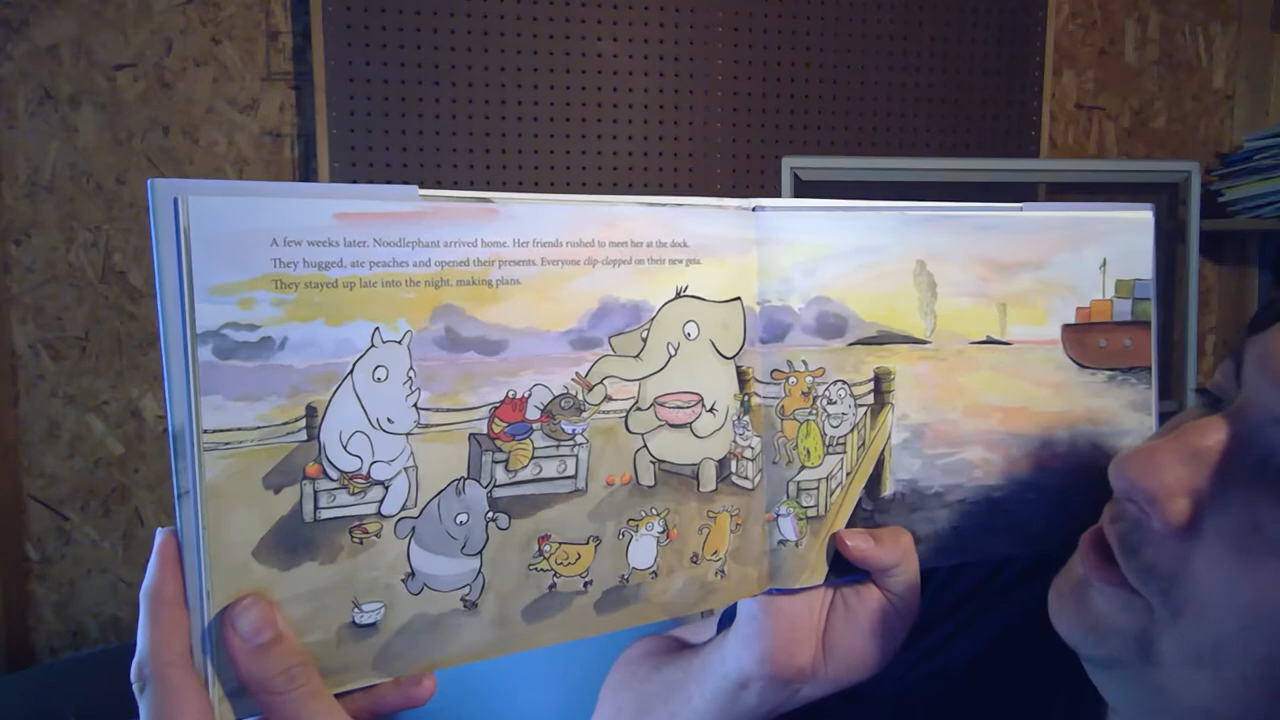 A few weeks later, Noodlephant arrived home. Her friends rushed to meet her at the dock.
They hugged, ate peaches and opened their presents. Everyone clip-clopped on their new geta.
They stayed up late into the night, making plans.